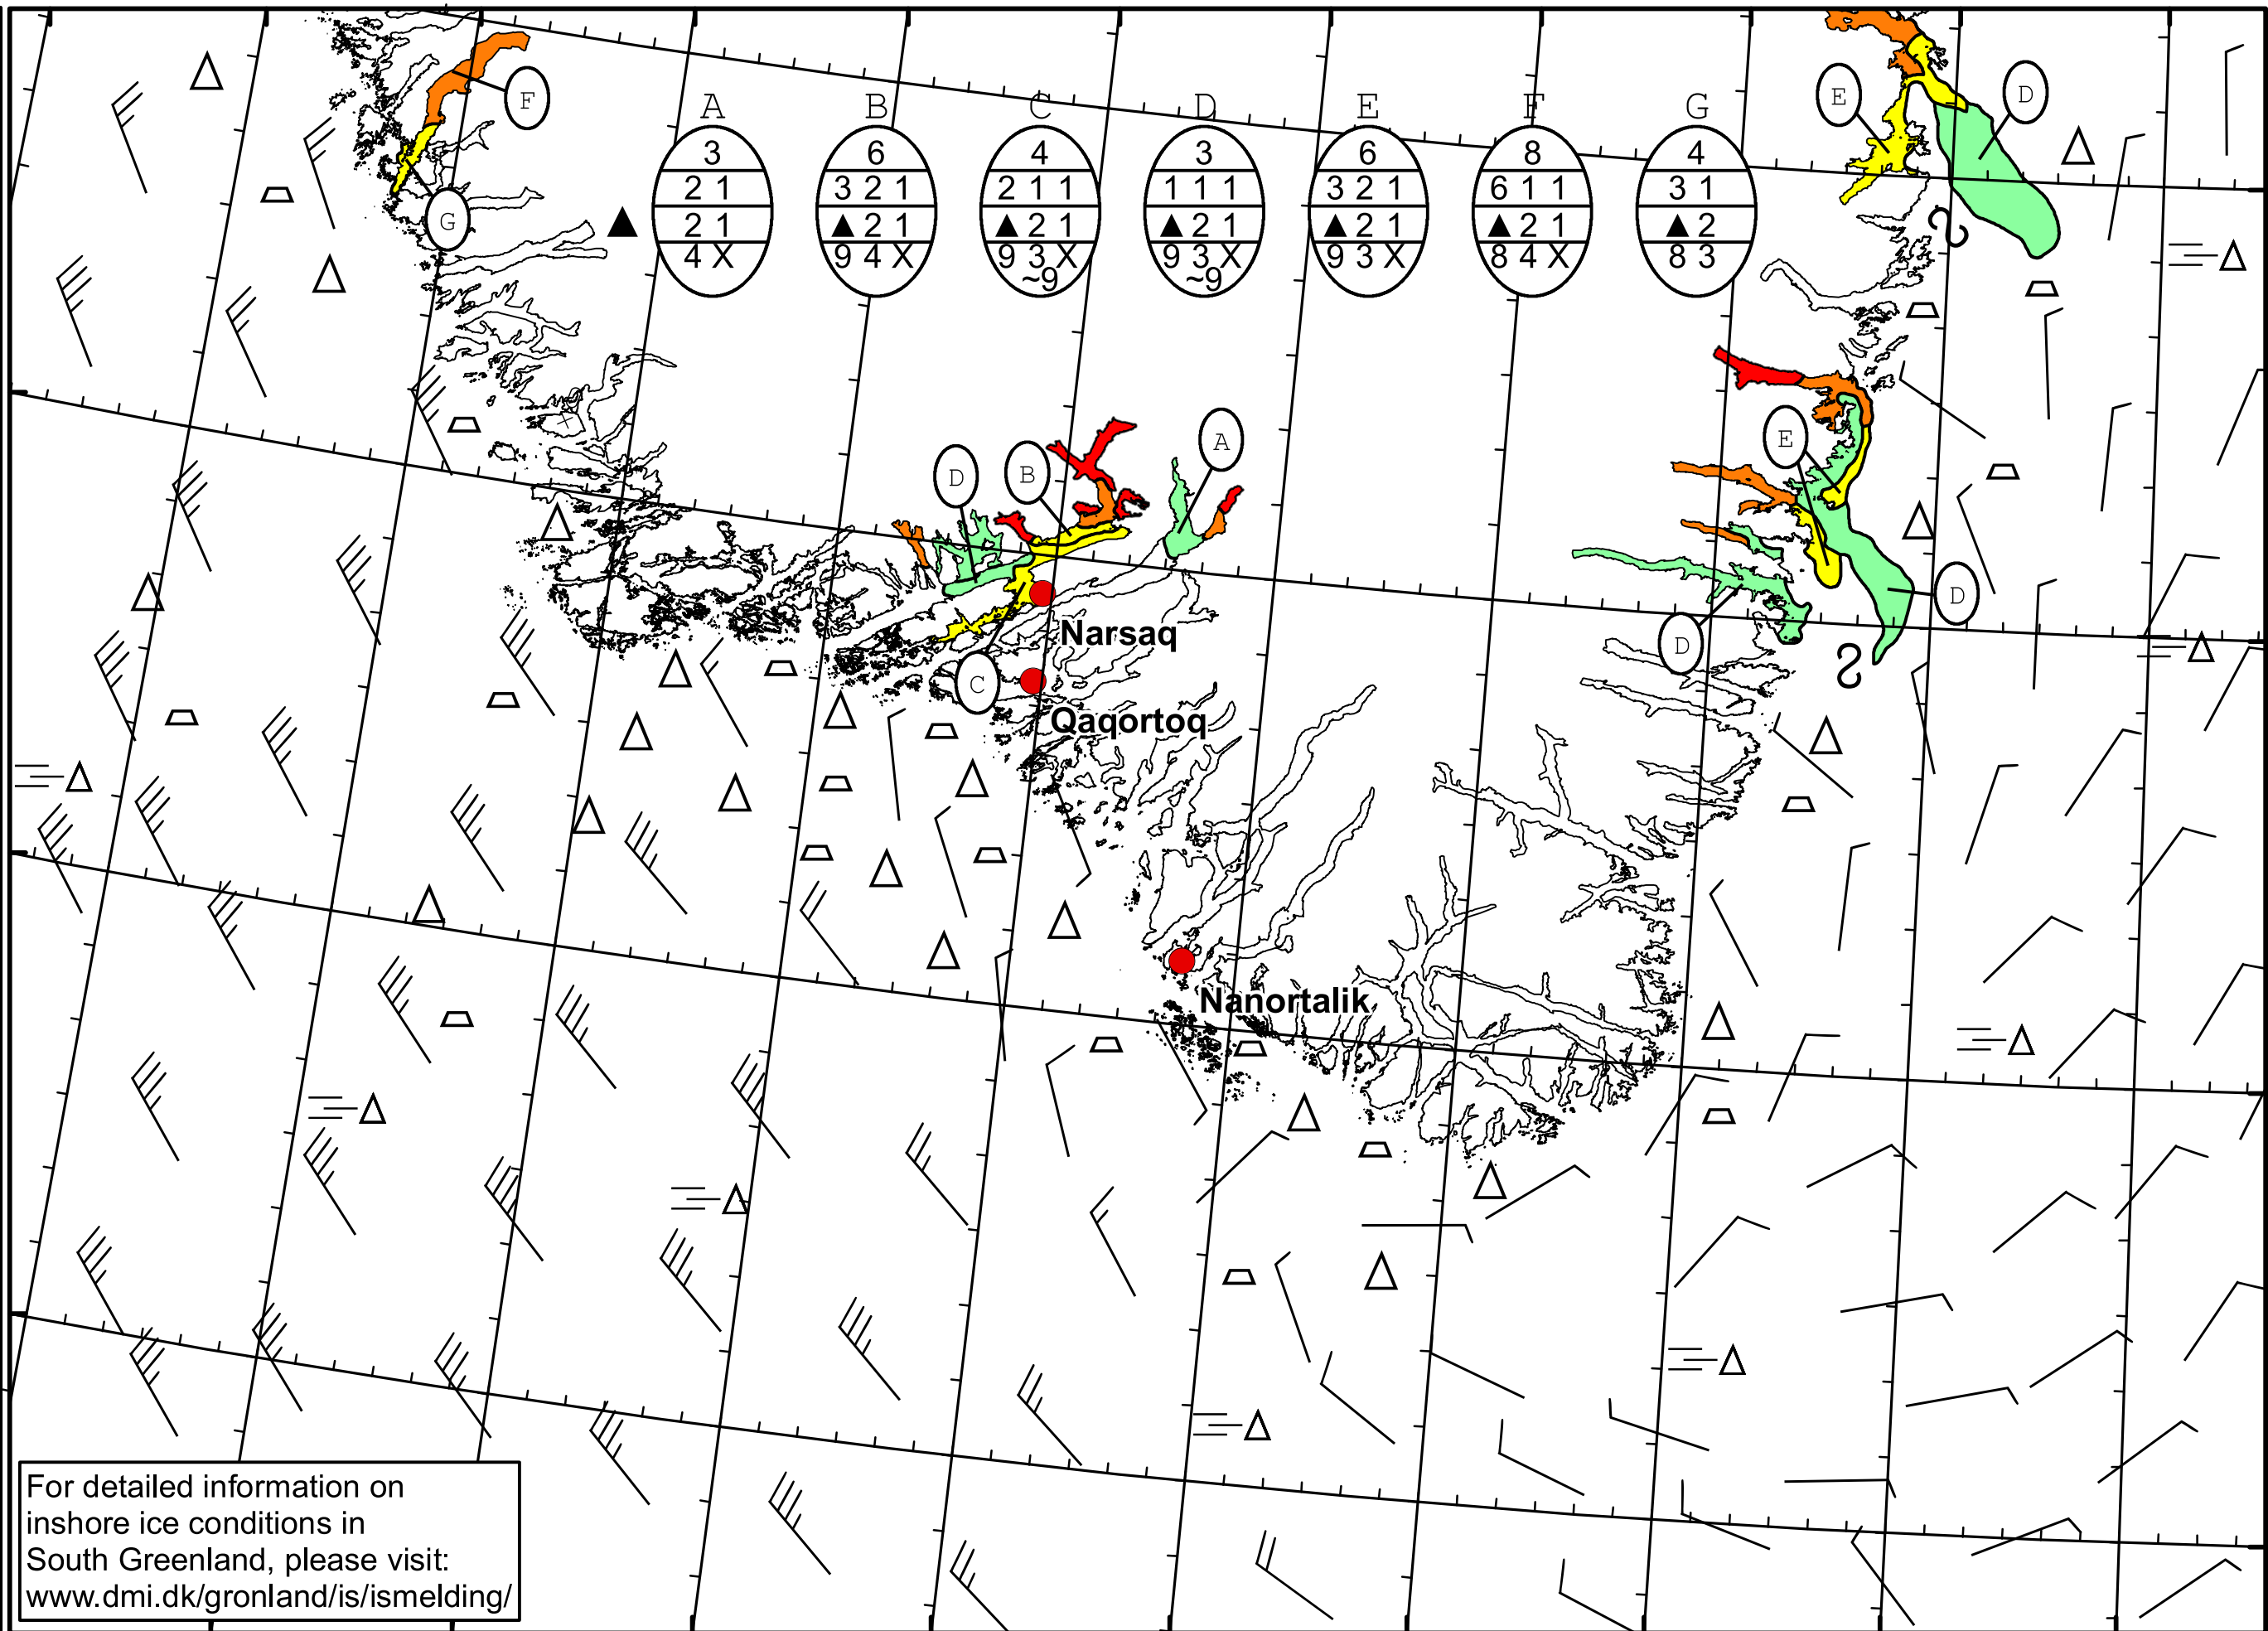 A B C D E F G
3 6 4 3 6 8 4
2 1 3 2 1 2 1 1 1 1 1 3 2 1 6 1 1 3 1
▲ 2 1 ▲ 2 1 ▲ 2 1 ▲ 2 1 ▲ 2 1 ▲ 2 1 ▲ 2
4 X 9 4 X 9 3 X 9 3 X 9 3 X 8 4 X 8 3
~9 ~9
F
G
E
D
D
B
A
C
E
D
D
Narsaq
Qaqortoq
Nanortalik
For detailed information on
inshore ice conditions in
South Greenland, please visit:
www.dmi.dk/gronland/is/ismelding/